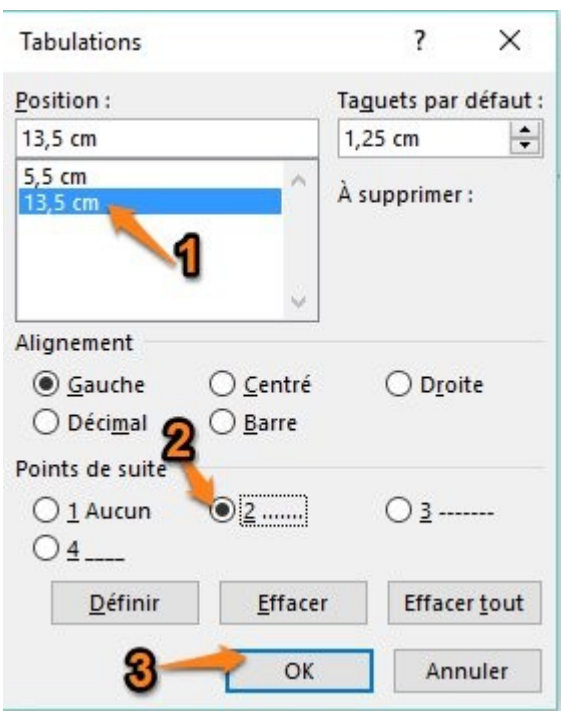 Tabulations ? ×
Position : Taquets par défaut :
13,5 cm 1,25 cm
5,5 cm
À supprimer :
13,5 cm
1
Alignement
Gauche Centré Droite
Décimal Barre
2
Points de suite
1 Aucun 2 ....... 3 -------
4 ____
Définir Effacer Effacer tout
3 OK Annuler